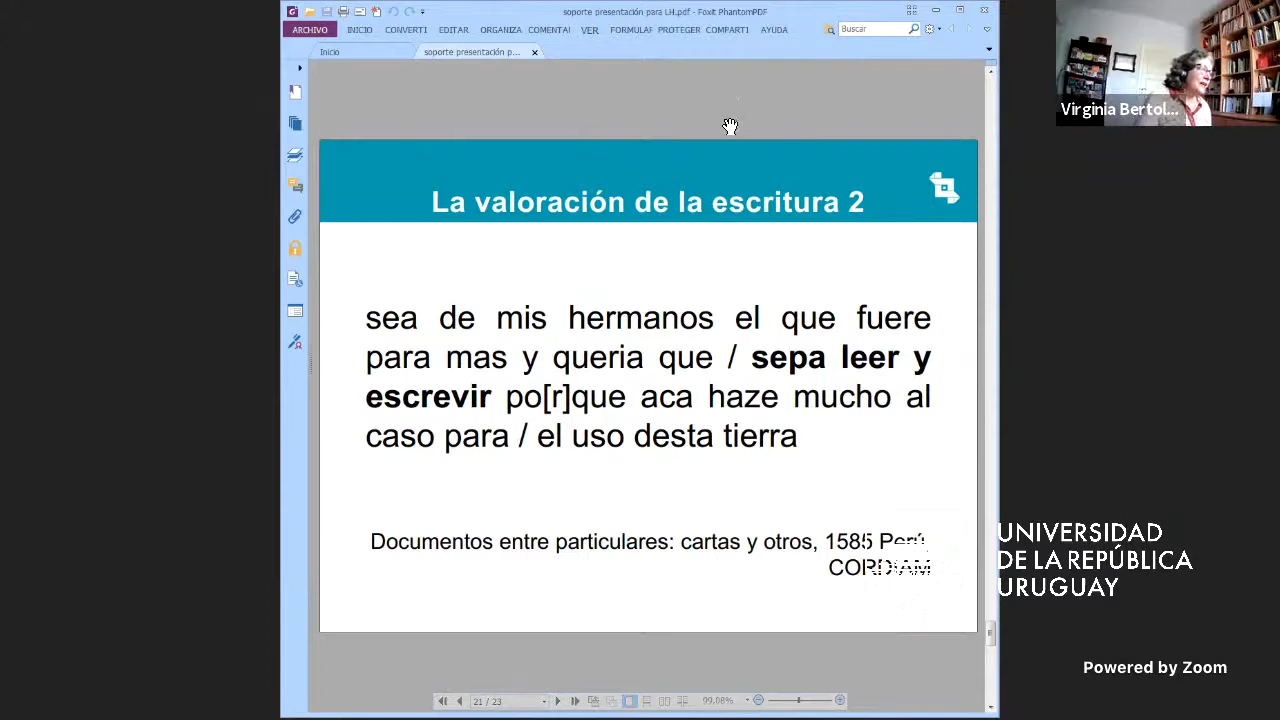 soporte presentación para LH.pdf - Foxit PhantomPDF
ARCHIVO INICIO CONVERTI EDITAR ORGANIZA COMENTAI VER FORMULAF PROTEGER COMPARTI AYUDA
Buscar
Inicio
soporte presentación p...
Virginia Bertol...
La valoración de la escritura 2
sea de mis hermanos el que fuere
para mas y queria que / sepa leer y
escrevir po[r]que aca haze mucho al
caso para / el uso desta tierra
Documentos entre particulares: cartas y otros, 1585 Perú
CORDIAM
UNIVERSIDAD
DE LA REPÚBLICA
URUGUAY
Powered by Zoom
21 / 23
99,08%